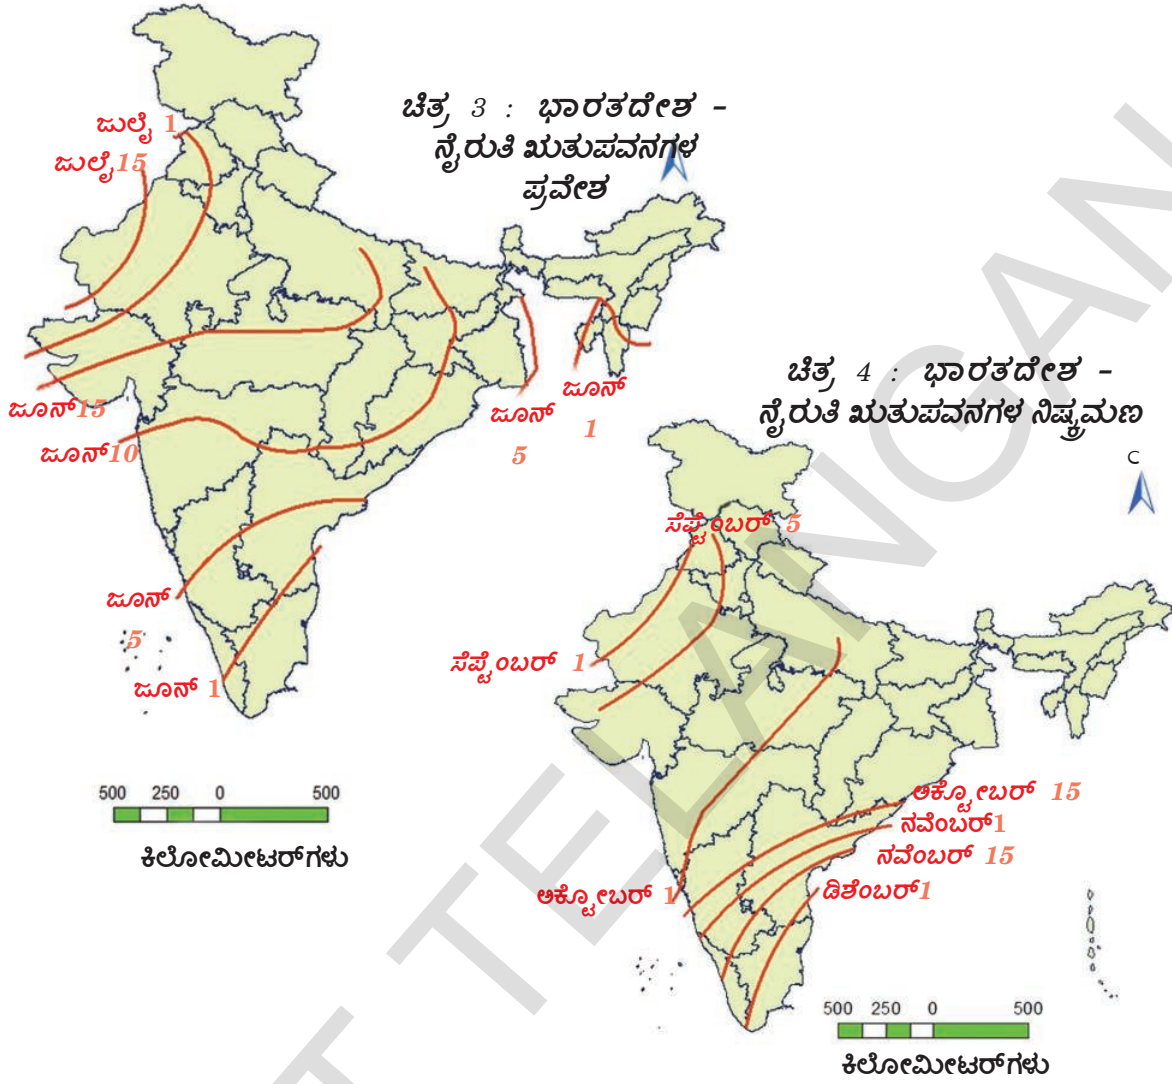 ಚಿತ್ರ 3 : ಭಾರತದೇಶ -
ನೈರುತಿ ಋತುಪವನಗಳ
ಪ್ರವೇಶ
ಜುಲೈ 1
ಜುಲೈ 15
ಜೂನ್ 15
ಜೂನ್ 10
ಜೂನ್
5
ಜೂನ್
1
ಜೂನ್
5
ಜೂನ್ 1
500 250 0 500
ಕಿಲೋಮೀಟರ್‌ಗಳು
ಚಿತ್ರ 4 : ಭಾರತದೇಶ -
ನೈರುತಿ ಋತುಪವನಗಳ ನಿಷ್ಕ್ರಮಣ
C
ಸೆಪ್ಟೆಂಬರ್ 5
ಸೆಪ್ಟೆಂಬರ್ 1
ಅಕ್ಟೋಬರ್ 15
ನವೆಂಬರ್ 1
ನವೆಂಬರ್ 15
ಡಿಶೆಂಬರ್ 1
ಅಕ್ಟೋಬರ್ 1
500 250 0 500
ಕಿಲೋಮೀಟರ್‌ಗಳು
T TELANGAN